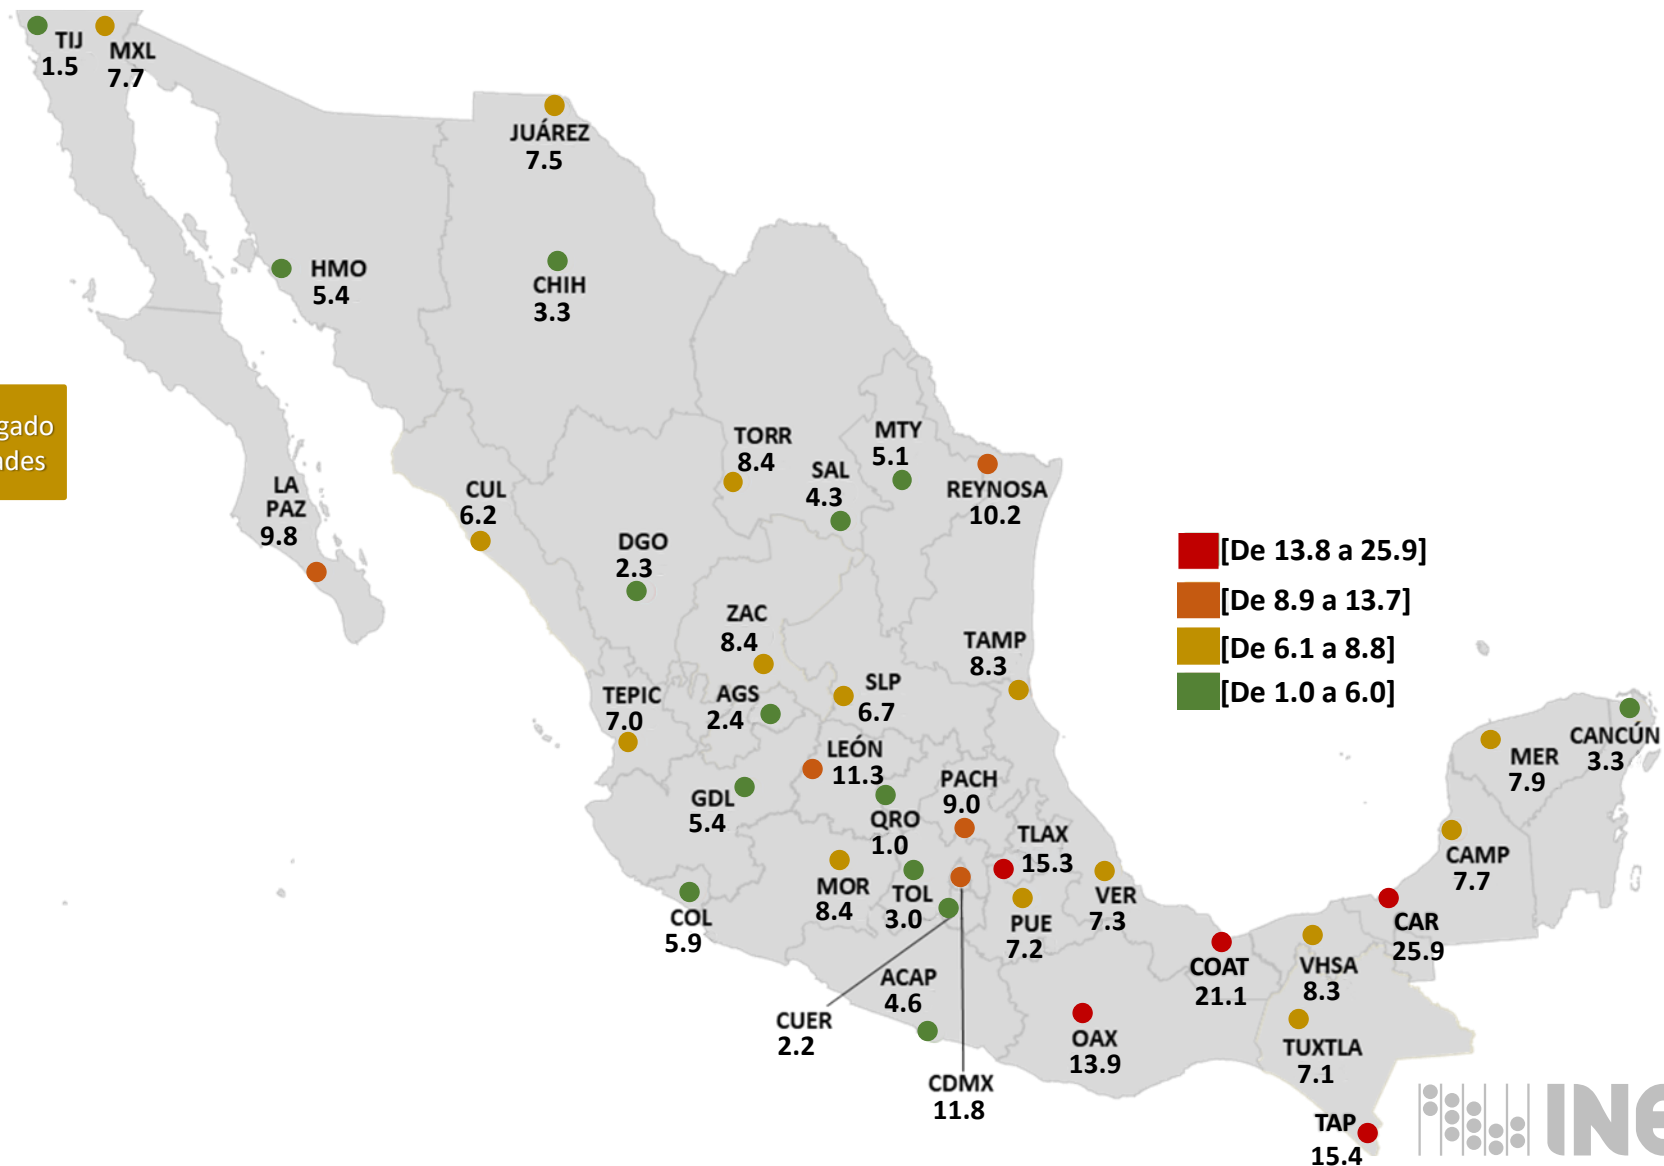 TIJ
1.5
MXL
7.7
JUÁREZ
7.5
HMO
5.4
CHIH
3.3
LA
PAZ
9.8
CUL
6.2
TORR
8.4
SAL
4.3
MTY
5.1
REYNOSA
10.2
DGO
2.3
ZAC
8.4
TAMP
8.3
TEPIC
7.0
AGS
2.4
SLP
6.7
LEÓN
11.3
GDL
5.4
QRO
1.0
PACH
9.0
TLAX
15.3
MOR
8.4
TOL
3.0
COL
5.9
PUE
7.2
VER
7.3
ACAP
4.6
CUER
2.2
CDMX
11.8
OAX
13.9
COAT
21.1
VHSA
8.3
TUXTLA
7.1
TAP
15.4
CAR
25.9
CAMP
7.7
MER
7.9
CANCÚN
3.3
[De 13.8 a 25.9]
[De 8.9 a 13.7]
[De 6.1 a 8.8]
[De 1.0 a 6.0]